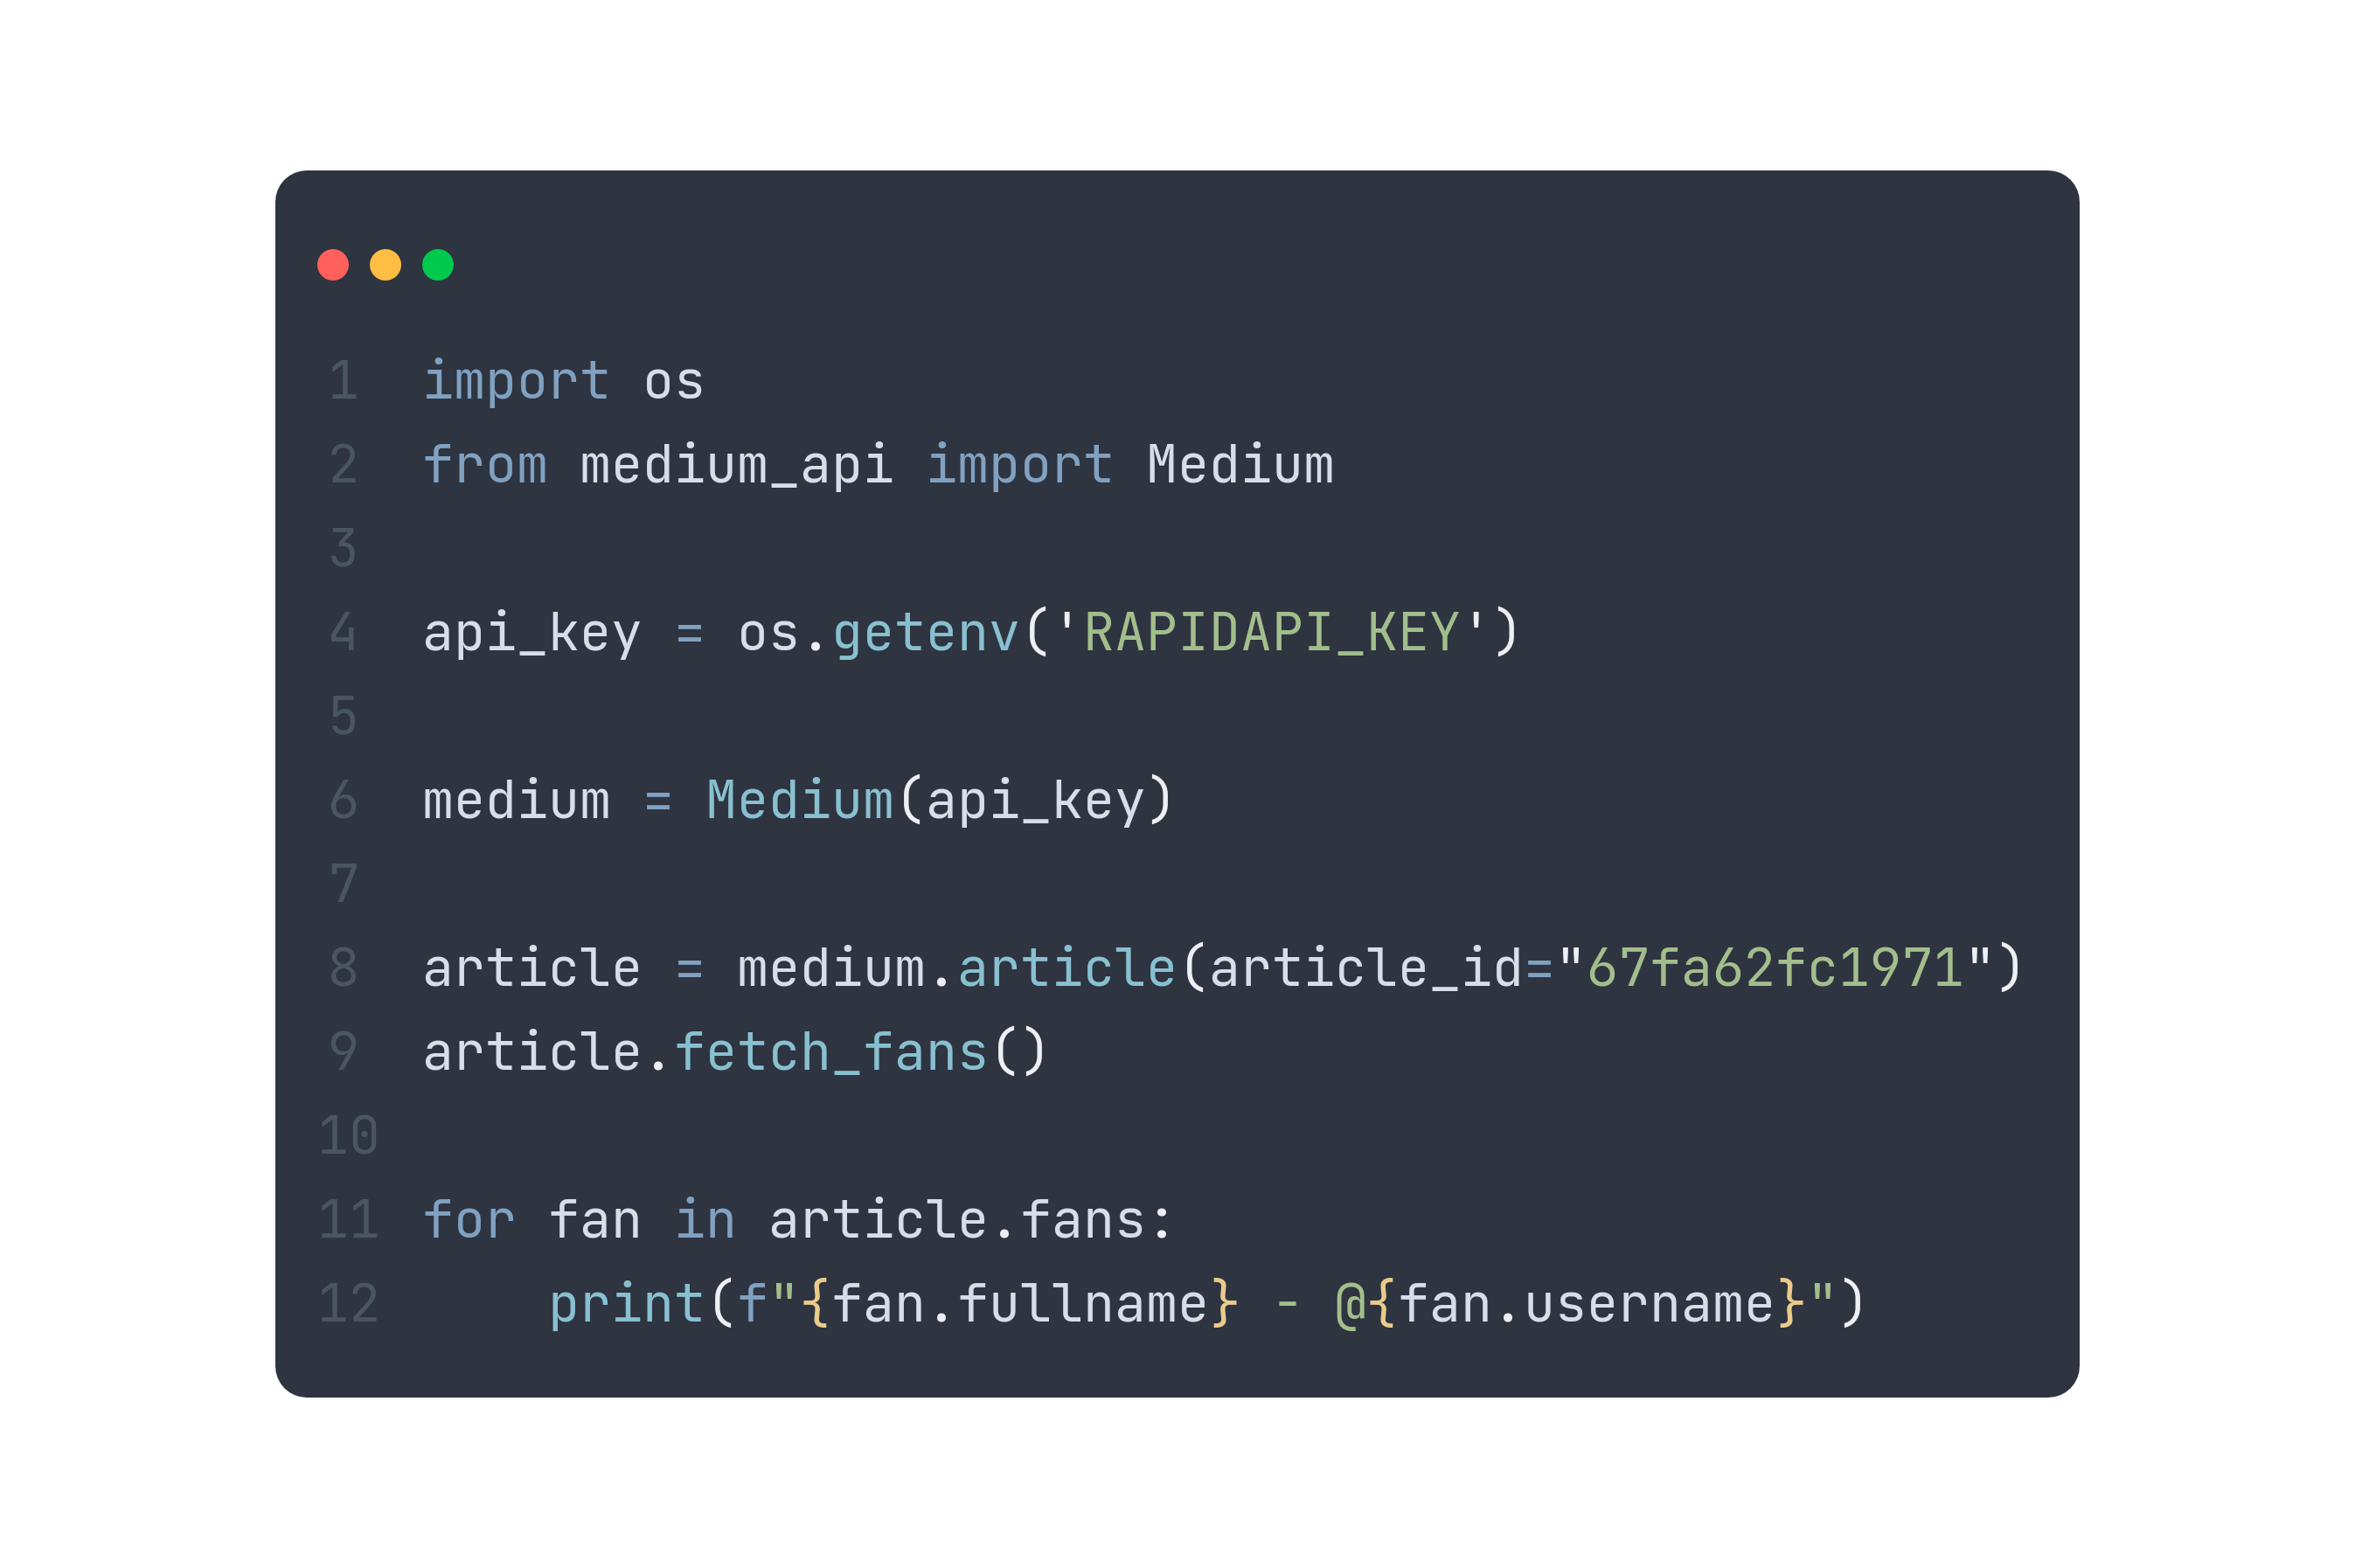 1 import os
2 from medium_api import Medium
3
4 api_key = os.getenv('RAPIDAPI_KEY')
5
6 medium = Medium(api_key)
7
8 article = medium.article(article_id="67fa62fc1971")
9 article.fetch_fans()
10
11 for fan in article.fans:
12     print(f"{fan.fullname} - @{fan.username}")